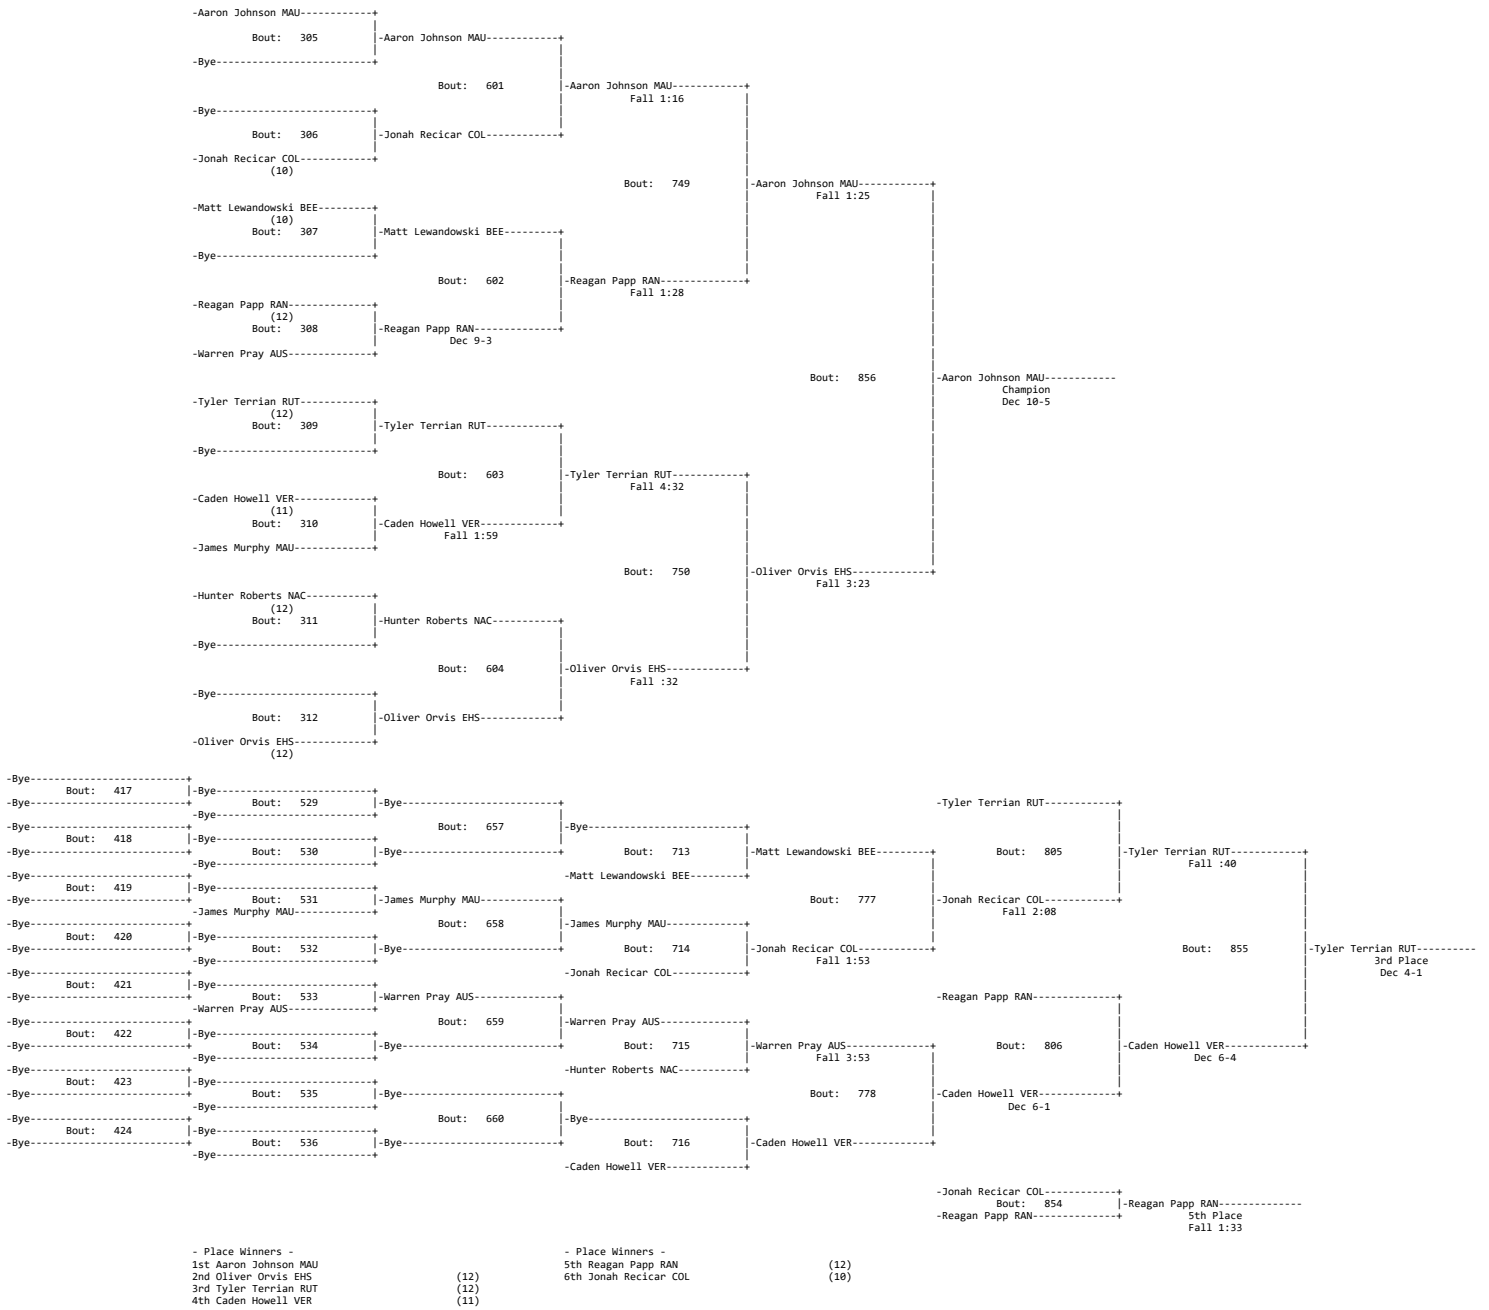 -Aaron Johnson MAU------------+
Bout: 305 |-Aaron Johnson MAU------------+
-Bye--------------------------+
Bout: 601 |-Aaron Johnson MAU------------+
Fall 1:16
-Bye--------------------------+
Bout: 306 |-Jonah Recicar COL------------+
-Jonah Recicar COL------------+
(10)
Bout: 749 |-Aaron Johnson MAU------------+
Fall 1:25
-Matt Lewandowski BEE---------+
(10)
Bout: 307 |-Matt Lewandowski BEE---------+
-Bye--------------------------+
Bout: 602 |-Reagan Papp RAN--------------+
Fall 1:28
-Reagan Papp RAN--------------+
(12)
Bout: 308 |-Reagan Papp RAN--------------+
Dec 9-3
-Warren Pray AUS--------------+
Bout: 856 |-Aaron Johnson MAU------------
Champion
Dec 10-5
-Tyler Terrian RUT------------+
(12)
Bout: 309 |-Tyler Terrian RUT------------+
-Bye--------------------------+
Bout: 603 |-Tyler Terrian RUT------------+
Fall 4:32
-Caden Howell VER-------------+
(11)
Bout: 310 |-Caden Howell VER-------------+
Fall 1:59
-James Murphy MAU-------------+
Bout: 750 |-Oliver Orvis EHS-------------+
Fall 3:23
-Hunter Roberts NAC-----------+
(12)
Bout: 311 |-Hunter Roberts NAC-----------+
-Bye--------------------------+
Bout: 604 |-Oliver Orvis EHS-------------+
Fall :32
-Bye--------------------------+
Bout: 312 |-Oliver Orvis EHS-------------+
-Oliver Orvis EHS-------------+
(12)
-Bye--------------------------+
Bout: 417 |-Bye--------------------------+
-Bye--------------------------+ Bout: 529 |-Bye--------------------------+ -Tyler Terrian RUT------------+
-Bye--------------------------+
-Bye--------------------------+ Bout: 657 |-Bye--------------------------+
Bout: 418 |-Bye--------------------------+
-Bye--------------------------+ Bout: 530 |-Bye--------------------------+ Bout: 713 |-Matt Lewandowski BEE---------+ Bout: 805 |-Tyler Terrian RUT------------+
-Bye--------------------------+ Fall :40
-Bye--------------------------+ -Matt Lewandowski BEE---------+
Bout: 419 |-Bye--------------------------+
-Bye--------------------------+ Bout: 531 |-James Murphy MAU-------------+ Bout: 777 |-Jonah Recicar COL------------+
-James Murphy MAU-------------+ Fall 2:08
-Bye--------------------------+ Bout: 658 |-James Murphy MAU-------------+
Bout: 420 |-Bye--------------------------+
-Bye--------------------------+ Bout: 532 |-Bye--------------------------+ Bout: 714 |-Jonah Recicar COL------------+ Bout: 855 |-Tyler Terrian RUT----------
-Bye--------------------------+ Fall 1:53 3rd Place
-Bye--------------------------+ -Jonah Recicar COL------------+ Dec 4-1
Bout: 421 |-Bye--------------------------+
-Bye--------------------------+ Bout: 533 |-Warren Pray AUS--------------+ -Reagan Papp RAN--------------+
-Warren Pray AUS--------------+
-Bye--------------------------+ Bout: 659 |-Warren Pray AUS--------------+
Bout: 422 |-Bye--------------------------+
-Bye--------------------------+ Bout: 534 |-Bye--------------------------+ Bout: 715 |-Warren Pray AUS--------------+ Bout: 806 |-Caden Howell VER-------------+
-Bye--------------------------+ Fall 3:53 Dec 6-4
-Bye--------------------------+ -Hunter Roberts NAC-----------+
Bout: 423 |-Bye--------------------------+
-Bye--------------------------+ Bout: 535 |-Bye--------------------------+ Bout: 778 |-Caden Howell VER-------------+
-Bye--------------------------+ Dec 6-1
-Bye--------------------------+ Bout: 660 |-Bye--------------------------+
Bout: 424 |-Bye--------------------------+
-Bye--------------------------+ Bout: 536 |-Bye--------------------------+ Bout: 716 |-Caden Howell VER-------------+
-Bye--------------------------+
-Caden Howell VER-------------+
-Jonah Recicar COL------------+
Bout: 854 |-Reagan Papp RAN--------------
-Reagan Papp RAN--------------+ 5th Place
Fall 1:33
- Place Winners - - Place Winners -
1st Aaron Johnson MAU 5th Reagan Papp RAN (12)
2nd Oliver Orvis EHS (12) 6th Jonah Recicar COL (10)
3rd Tyler Terrian RUT (12)
4th Caden Howell VER (11)